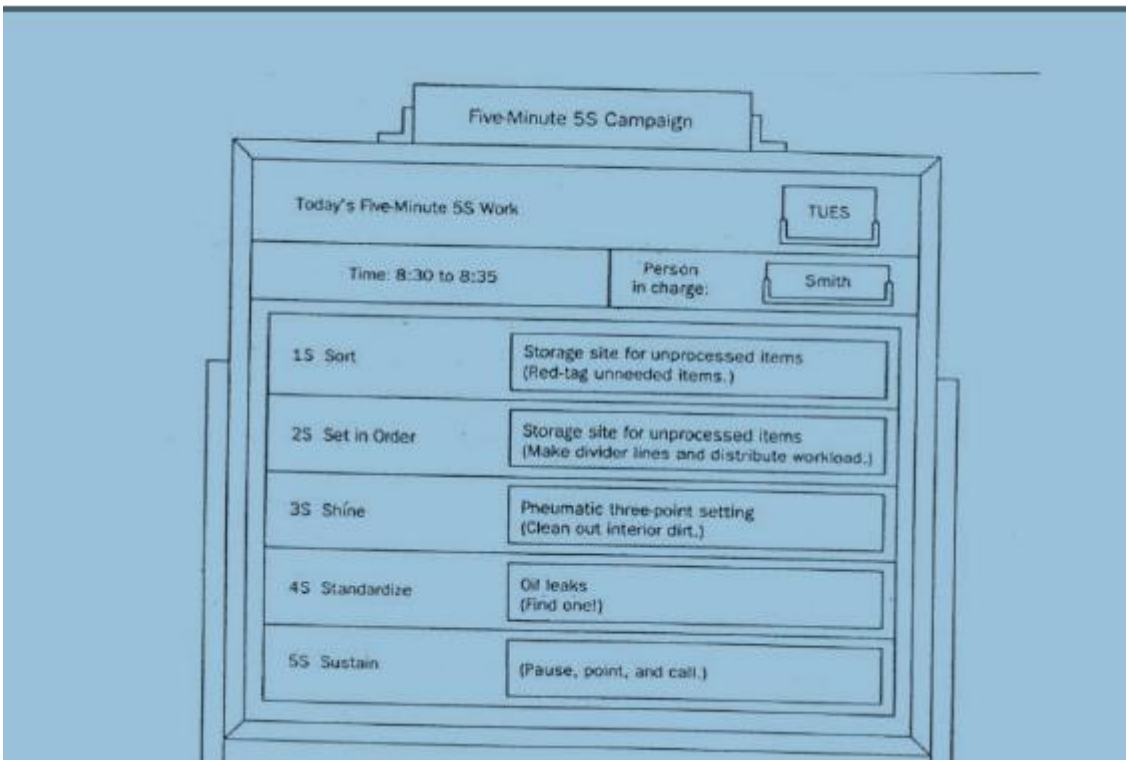 Five-Minute 5S Campaign
Today's Five-Minute 5S Work
TUES
Time: 8:30 to 8:35
Person
in charge:
Smith
1S Sort
Storage site for unprocessed items
(Red-tag unneeded items.)
2S Set in Order
Storage site for unprocessed items
(Make divider lines and distribute workload.)
3S Shine
Pneumatic three-point setting
(Clean out interior dirt.)
4S Standardize
Oil leaks
(Find one!)
5S Sustain
(Pause, point, and call.)